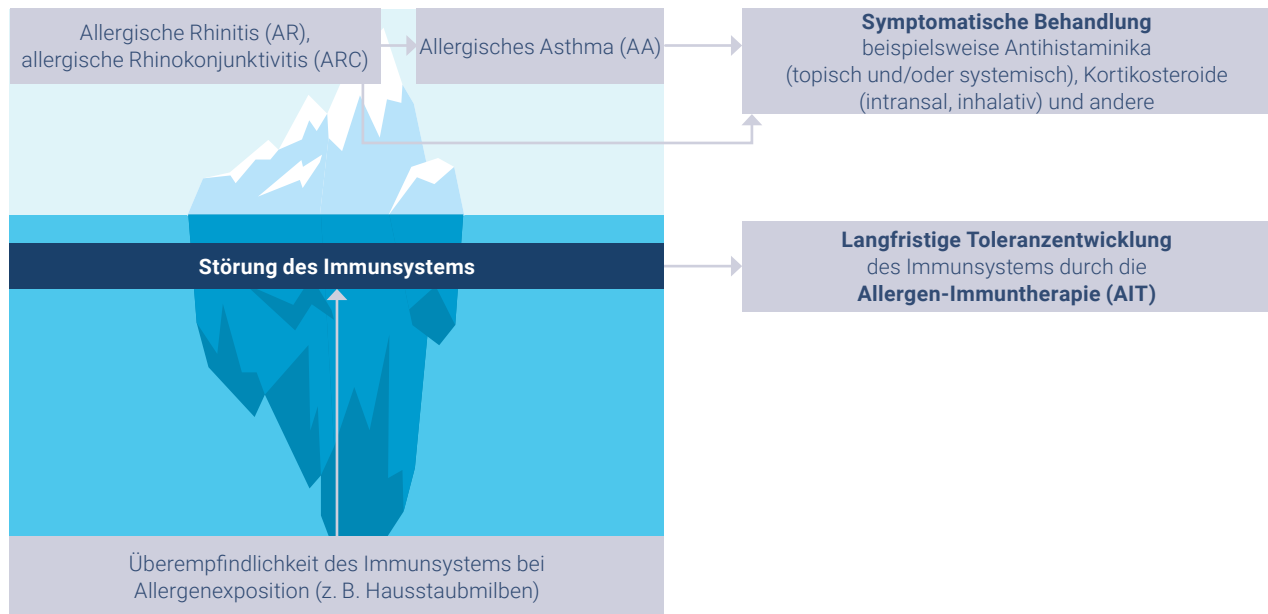 Allergische Rhinitis (AR),
allergische Rhinokonjunktivitis (ARC)
Allergisches Asthma (AA)
Symptomatische Behandlung
beispielsweise Antihistaminika
(topisch und/oder systemisch), Kortikosteroide
(intransal, inhalativ) und andere
Störung des Immunsystems
Langfristige Toleranzentwicklung
des Immunsystems durch die
Allergen-Immuntherapie (AIT)
Überempfindlichkeit des Immunsystems bei
Allergenexposition (z. B. Hausstaubmilben)